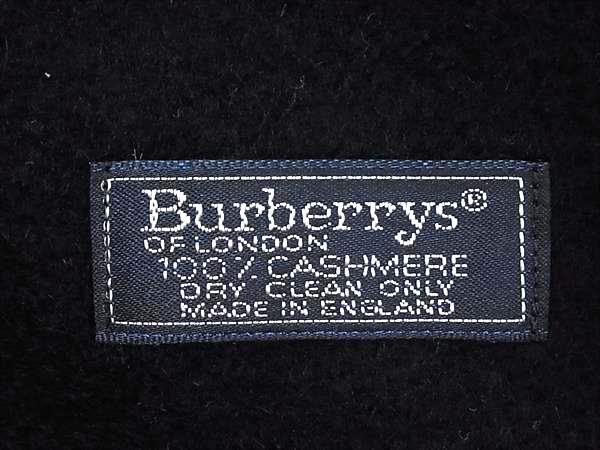 Burberrys®
OF LONDON
100% CASHMERE
DRY CLEAN ONLY
MADE IN ENGLAND